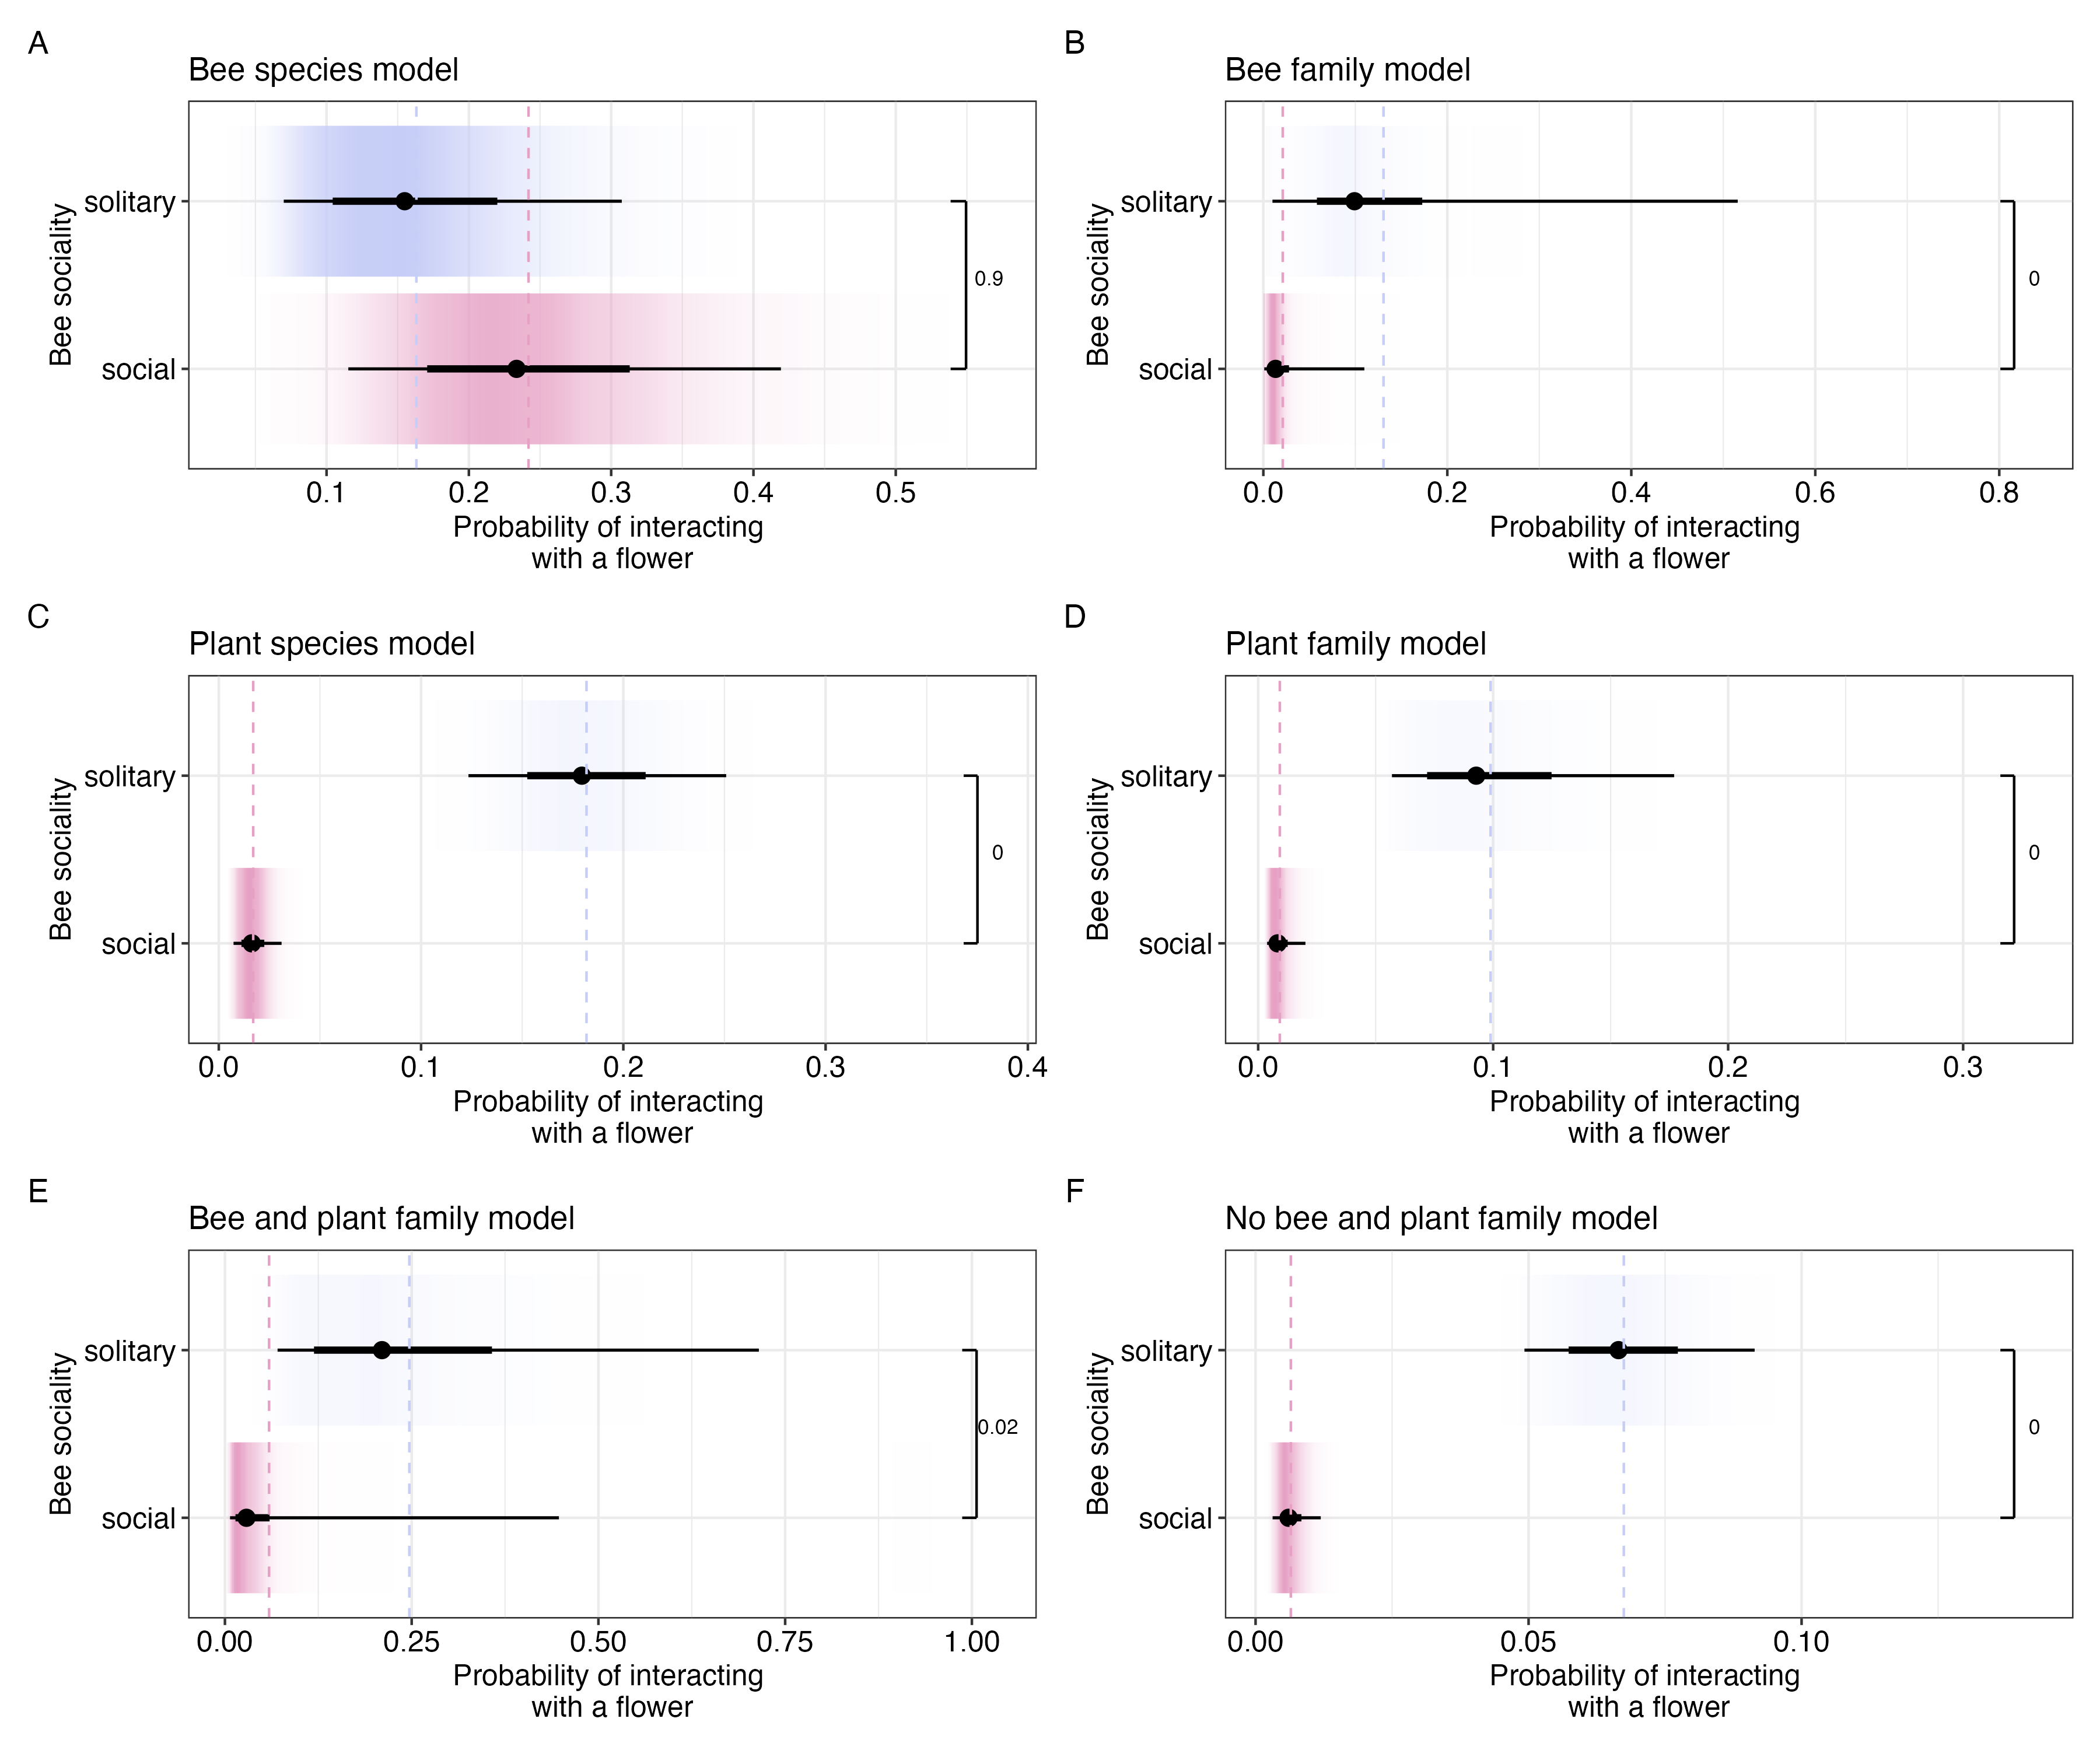 A
Bee species model
Bee sociality
solitary
social
0.9
0.1 0.2 0.3 0.4 0.5
Probability of interacting
with a flower
B
Bee family model
Bee sociality
solitary
social
0
0.0 0.2 0.4 0.6 0.8
Probability of interacting
with a flower
C
Plant species model
Bee sociality
solitary
social
0
0.0 0.1 0.2 0.3 0.4
Probability of interacting
with a flower
D
Plant family model
Bee sociality
solitary
social
0
0.0 0.1 0.2 0.3
Probability of interacting
with a flower
E
Bee and plant family model
Bee sociality
solitary
social
0.02
0.00 0.25 0.50 0.75 1.00
Probability of interacting
with a flower
F
No bee and plant family model
Bee sociality
solitary
social
0
0.00 0.05 0.10
Probability of interacting
with a flower